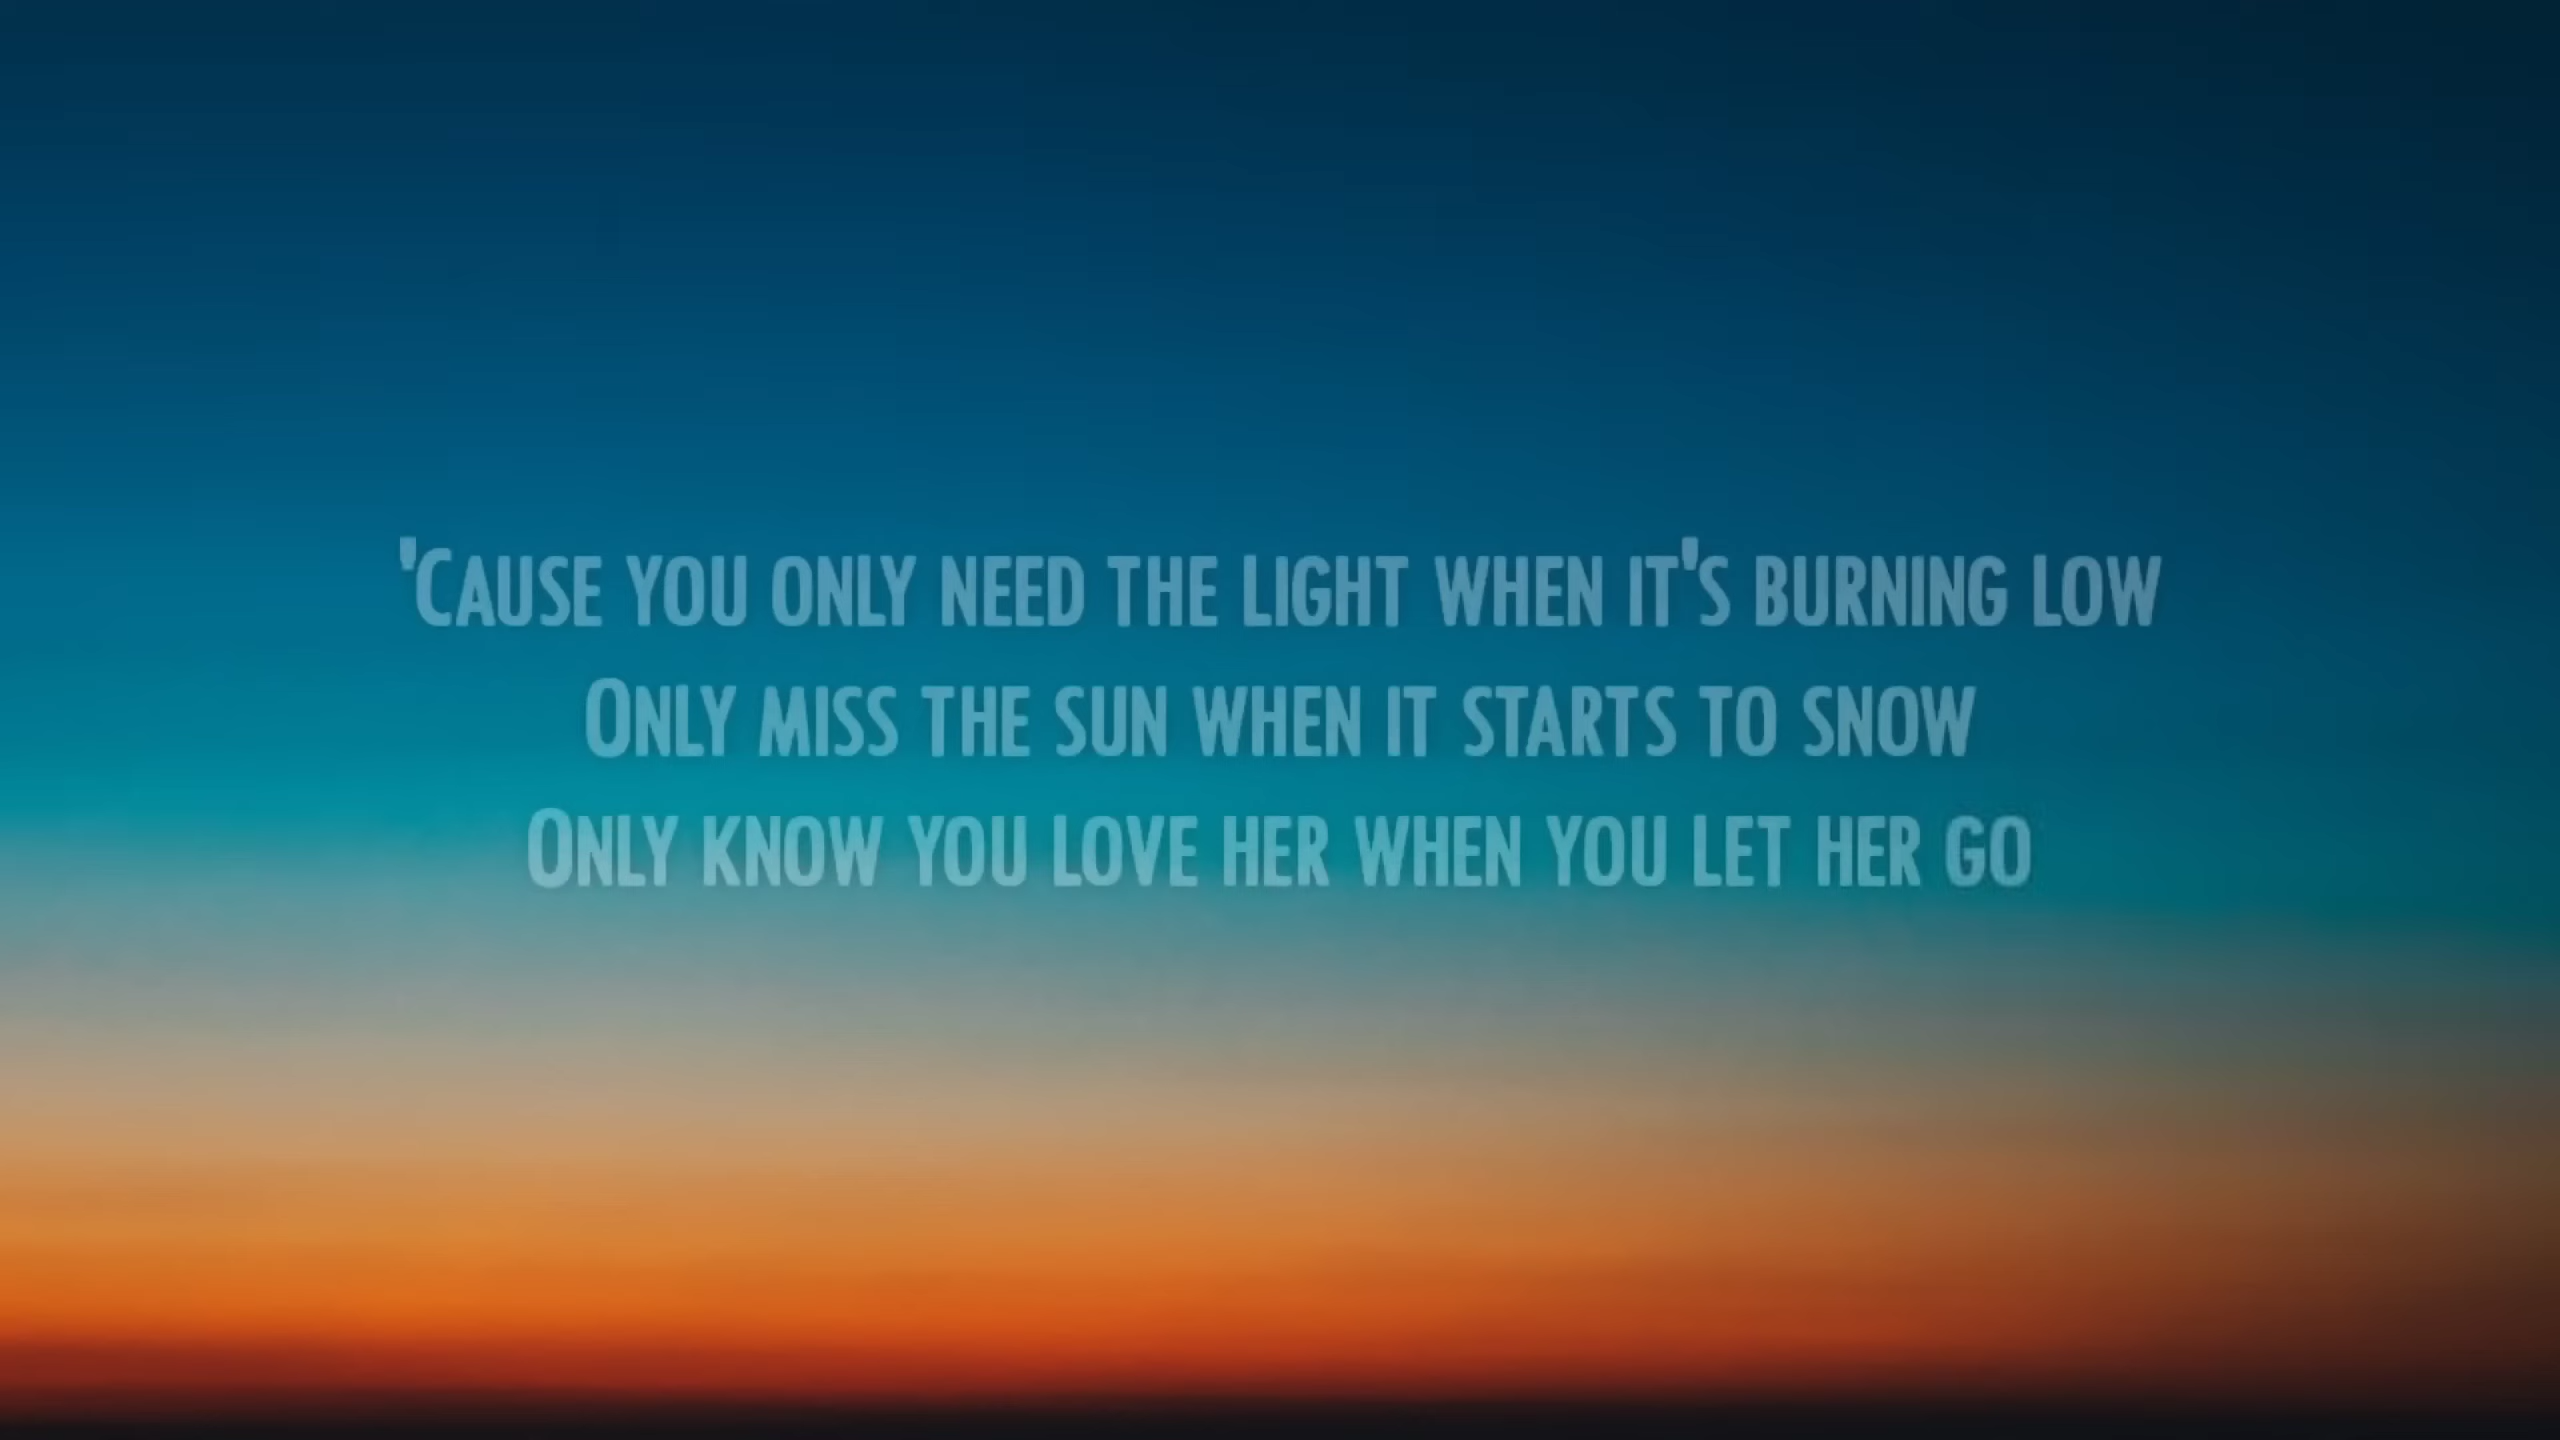 'Cause you only need the light when it's burning low
Only miss the sun when it starts to snow
Only know you love her when you let her go